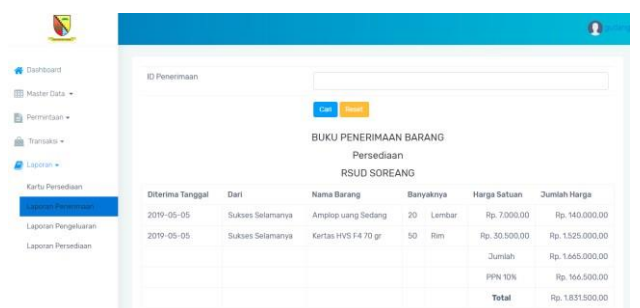 gudang
Dashboard
Master Data
Permintaan
Transaksi
Laporan
Kartu Persediaan
Laporan Penerimaan
Laporan Pengeluaran
Laporan Persediaan
ID Penerimaan
Cari Reset
BUKU PENERIMAAN BARANG
Persediaan
RSUD SOREANG
Diterima Tanggal Dari Nama Barang Banyaknya Harga Satuan Jumlah Harga
2019-05-05 Sukses Selamanya Amplop uang Sedang 20 Lembar Rp. 7.000,00 Rp. 140.000,00
2019-05-05 Sukses Selamanya Kertas HVS F4 70 gr 50 Rim Rp. 30.500,00 Rp. 1.525.000,00
Jumlah Rp. 1.665.000,00
PPN 10% Rp. 166.500,00
Total Rp. 1.831.500,00